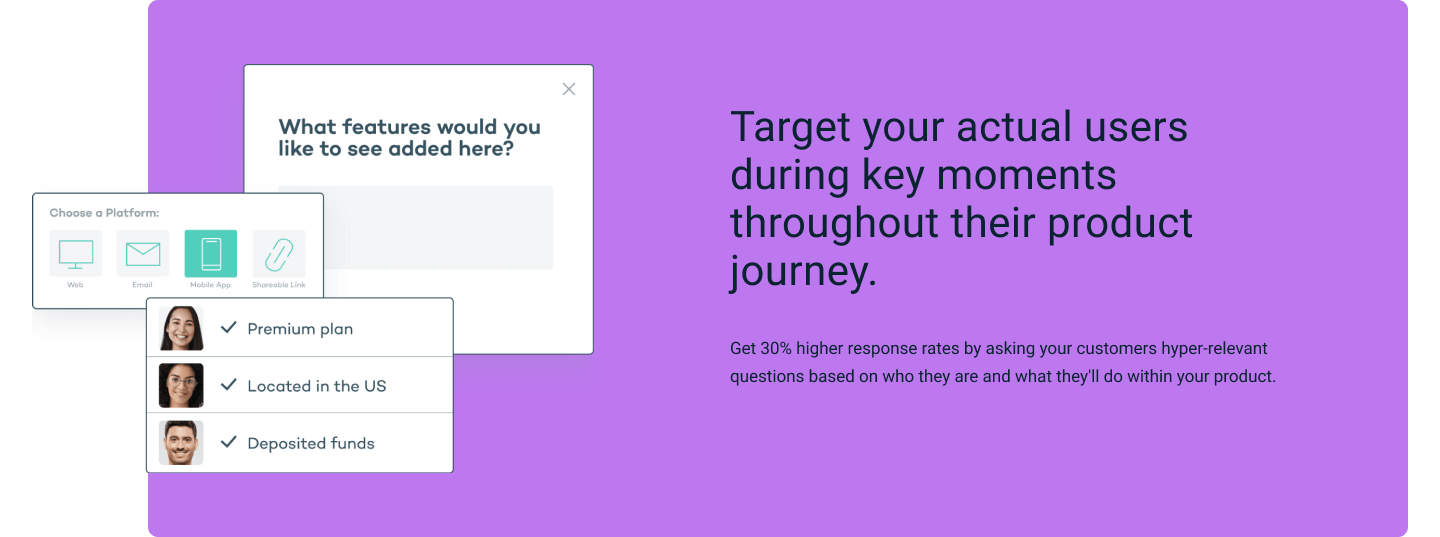 What features would you
like to see added here?
Choose a Platform:
Web
Email
Mobile App
Shareable Link
Premium plan
Located in the US
Deposited funds
Target your actual users
during key moments
throughout their product
journey.
Get 30% higher response rates by asking your customers hyper-relevant
questions based on who they are and what they'll do within your product.